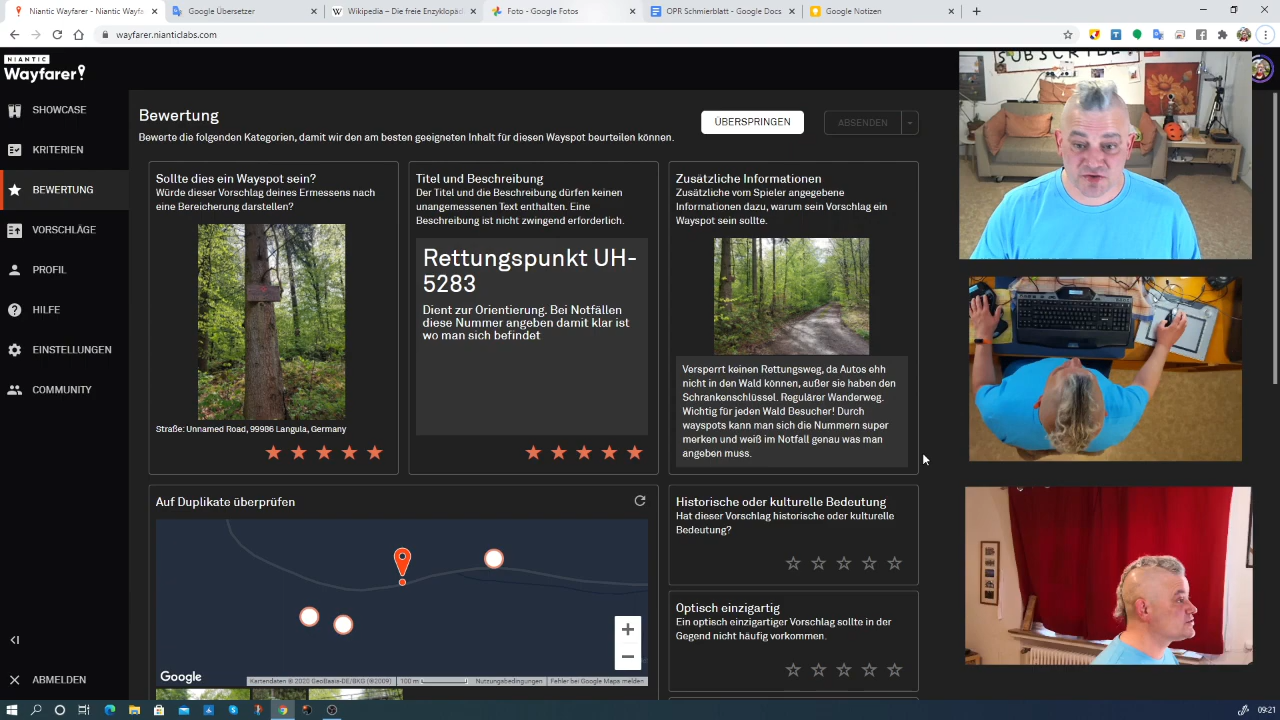 Niantic Wayfarer - Niantic Wayfa
Google Übersetzer
Wikipedia – Die freie Enzyklopäd
Foto - Google Fotos
OPR Schmierblatt - Google Docs
Google Notizen
wayfarer.nianticlabs.com
NIANTIC
Wayfarer
SHOWCASE
KRITERIEN
BEWERTUNG
VORSCHLÄGE
PROFIL
HILFE
EINSTELLUNGEN
COMMUNITY
ABMELDEN
Bewertung
Bewerte die folgenden Kategorien, damit wir den am besten geeigneten Inhalt für diesen Wayspot beurteilen können.
ÜBERSPRINGEN
ABSENDEN
Sollte dies ein Wayspot sein?
Würde dieser Vorschlag deines Ermessens nach
eine Bereicherung darstellen?
Straße: Unnamed Road, 99986 Langula, Germany
Titel und Beschreibung
Der Titel und die Beschreibung dürfen keinen
unangemessenen Text enthalten. Eine
Beschreibung ist nicht zwingend erforderlich.
Rettungspunkt UH-
5283
Dient zur Orientierung. Bei Notfällen
diese Nummer angeben damit klar ist
wo man sich befindet
Zusätzliche Informationen
Zusätzliche vom Spieler angegebene
Informationen dazu, warum sein Vorschlag ein
Wayspot sein sollte.
Versperrt keinen Rettungsweg, da Autos ehh
nicht in den Wald können, außer sie haben den
Schrankenschlüssel. Regulärer Wanderweg.
Wichtig für jeden Wald Besucher! Durch
wayspots kann man sich die Nummern super
merken und weiß im Notfall genau was man
angeben muss.
Auf Duplikate überprüfen
Google
Kartendaten © 2020 GeoBasis-DE/BKG (©2009)
100 m
Nutzungsbedingungen
Fehler bei Google Maps melden
Historische oder kulturelle Bedeutung
Hat dieser Vorschlag historische oder kulturelle
Bedeutung?
Optisch einzigartig
Ein optisch einzigartiger Vorschlag sollte in der
Gegend nicht häufig vorkommen.
SUBSCRIBE
09:21